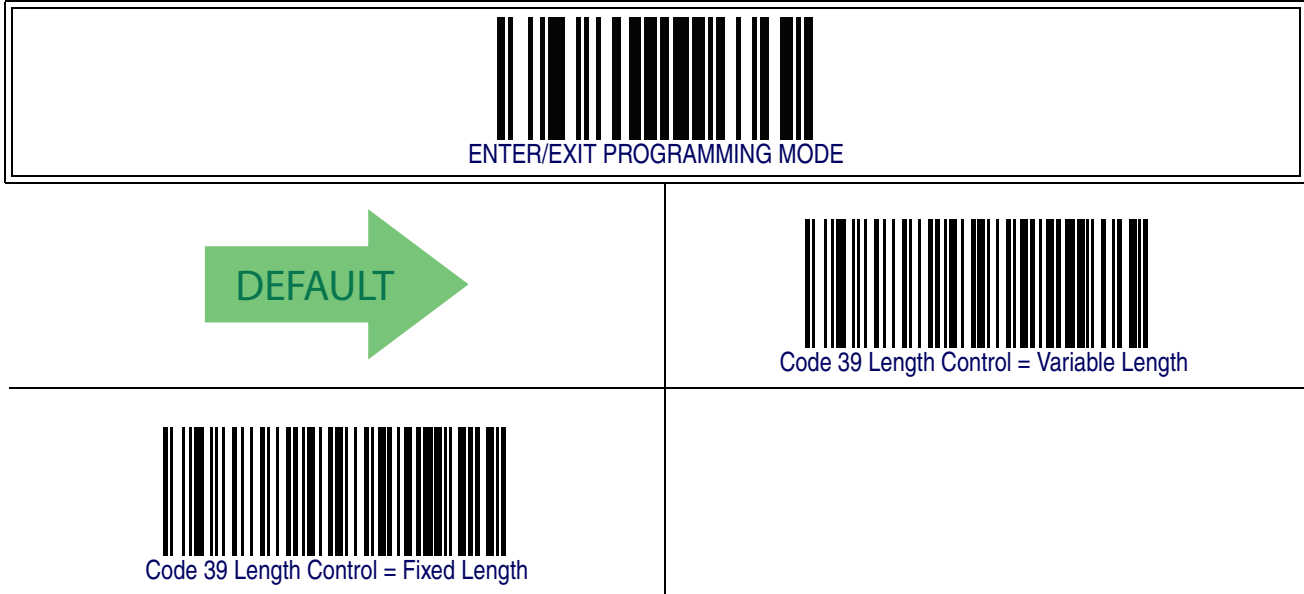 ENTER/EXIT PROGRAMMING MODE
DEFAULT
Code 39 Length Control = Variable Length
Code 39 Length Control = Fixed Length